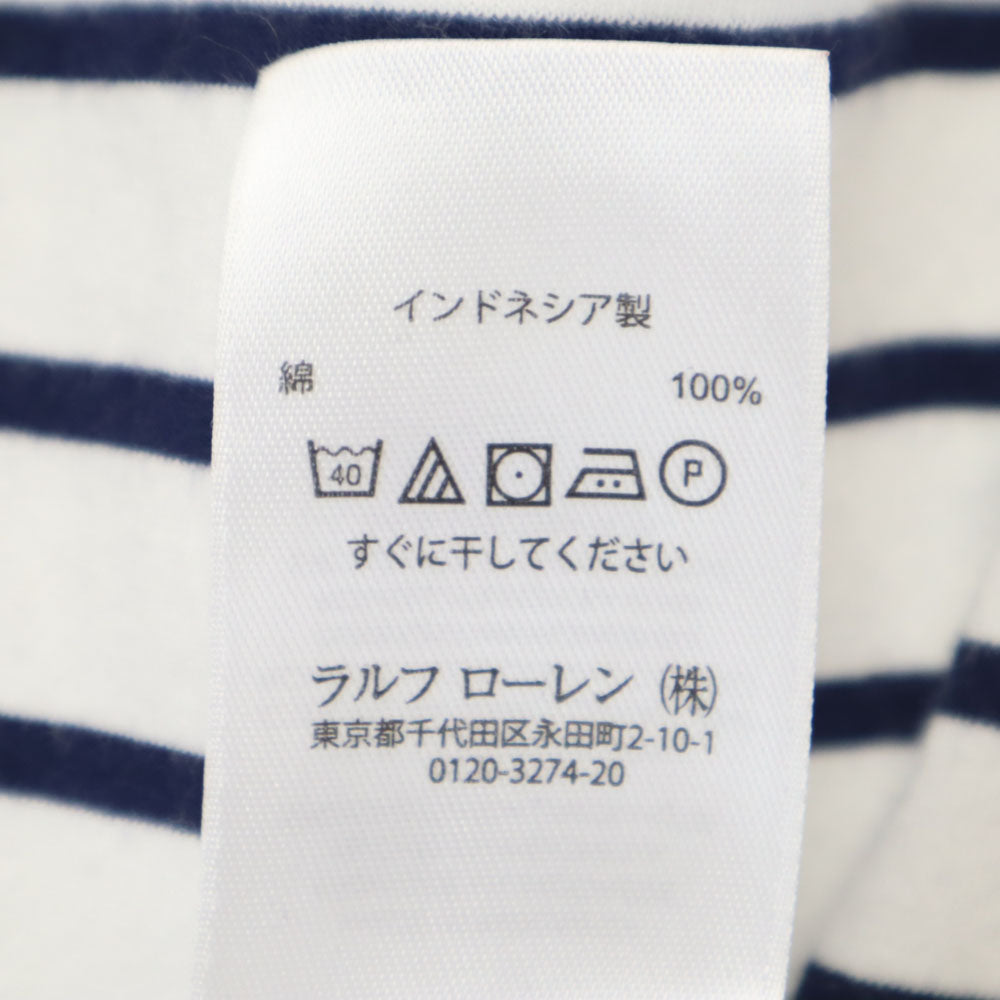 インドネシア製
綿 100%
40 P
すぐに干してください
ラルフ ローレン (株)
東京都千代田区永田町2-10-1
0120-3274-20